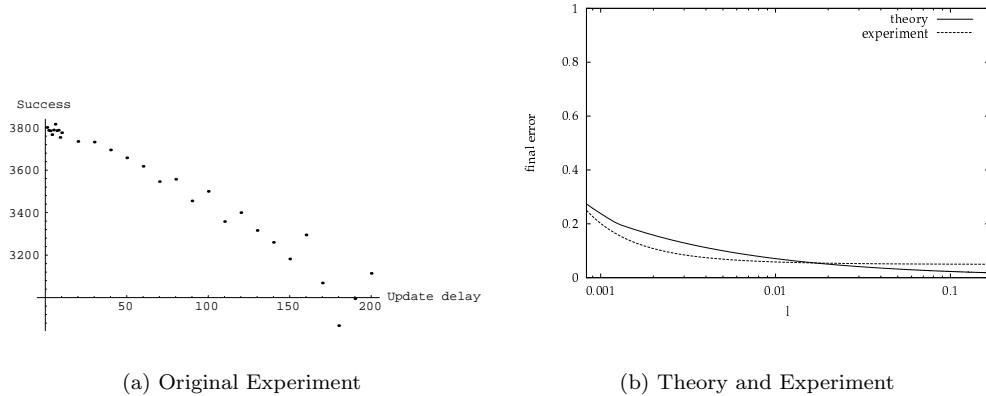 Success
3800
3600
3400
3200
50
100
150
200
Update delay
(a) Original Experiment
1
0.8
0.6
0.4
0.2
0
final error
theory
experiment
0.001
0.01
0.1
l
(b) Theory and Experiment